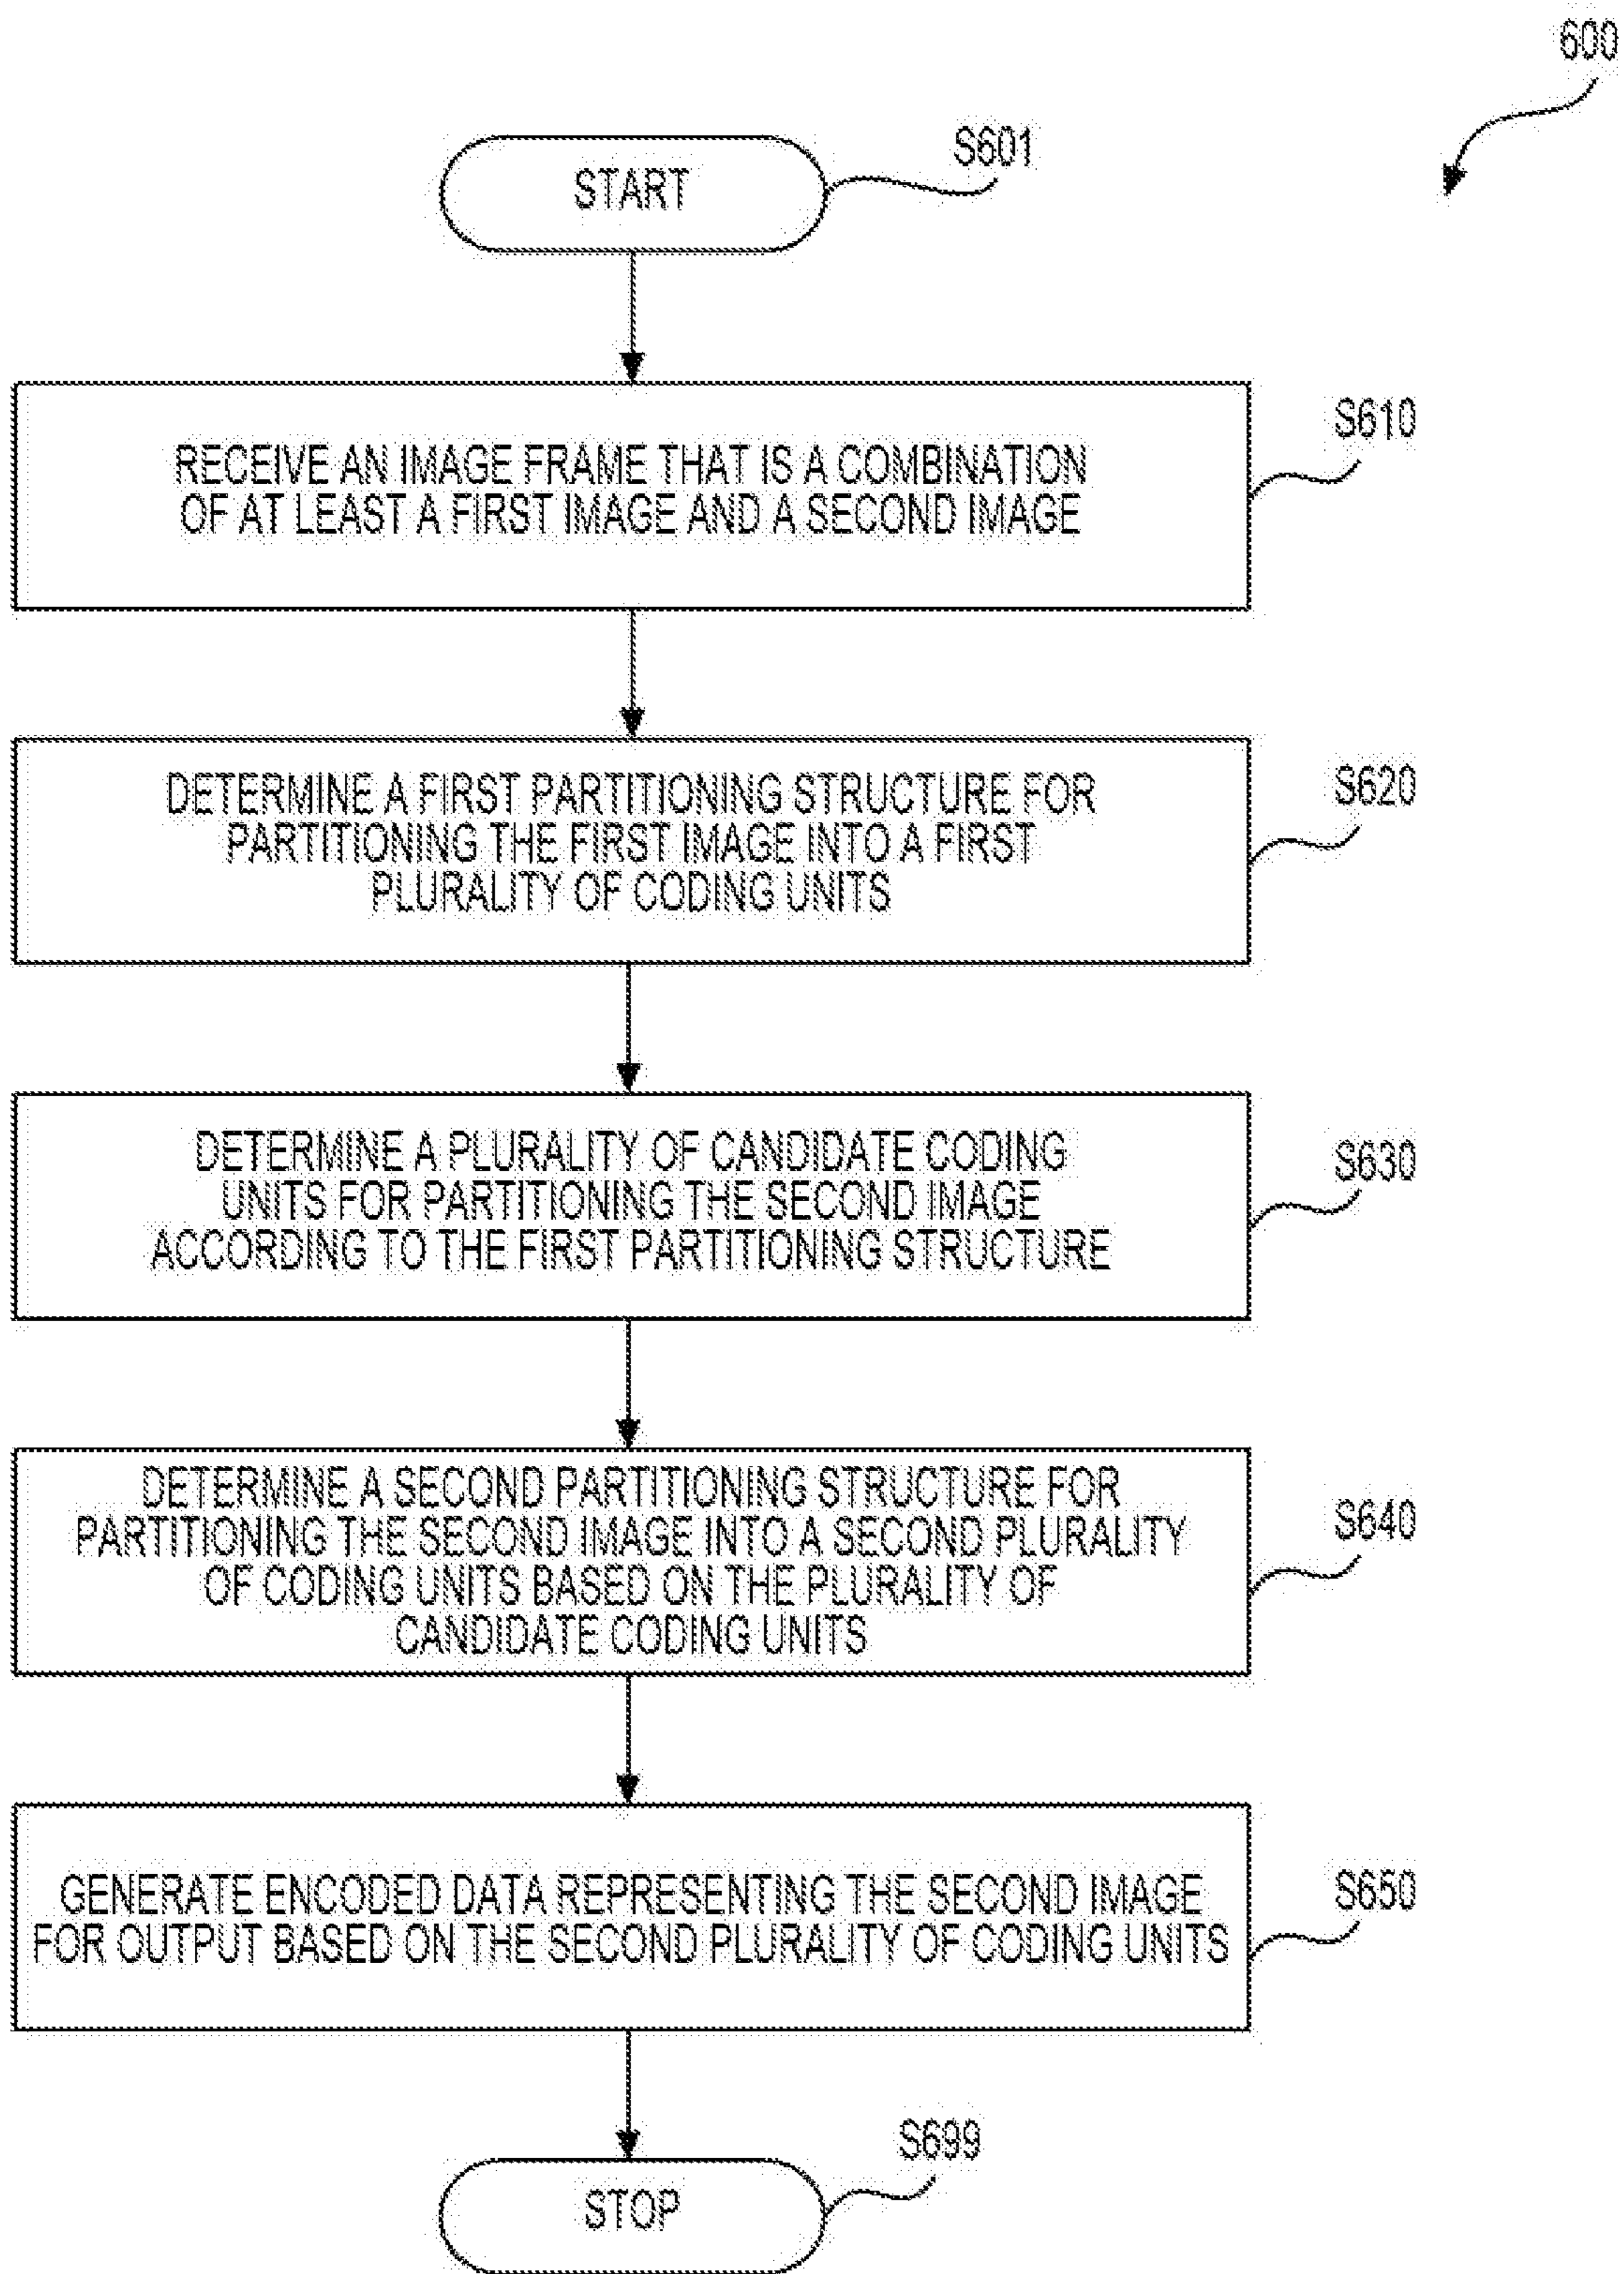 600
S601
START
S610
RECEIVE AN IMAGE FRAME THAT IS A COMBINATION
OF AT LEAST A FIRST IMAGE AND A SECOND IMAGE
S620
DETERMINE A FIRST PARTITIONING STRUCTURE FOR
PARTITIONING THE FIRST IMAGE INTO A FIRST
PLURALITY OF CODING UNITS
S630
DETERMINE A PLURALITY OF CANDIDATE CODING
UNITS FOR PARTITIONING THE SECOND IMAGE
ACCORDING TO THE FIRST PARTITIONING STRUCTURE
S640
DETERMINE A SECOND PARTITIONING STRUCTURE FOR
PARTITIONING THE SECOND IMAGE INTO A SECOND PLURALITY
OF CODING UNITS BASED ON THE PLURALITY OF
CANDIDATE CODING UNITS
S650
GENERATE ENCODED DATA REPRESENTING THE SECOND IMAGE
FOR OUTPUT BASED ON THE SECOND PLURALITY OF CODING UNITS
S699
STOP